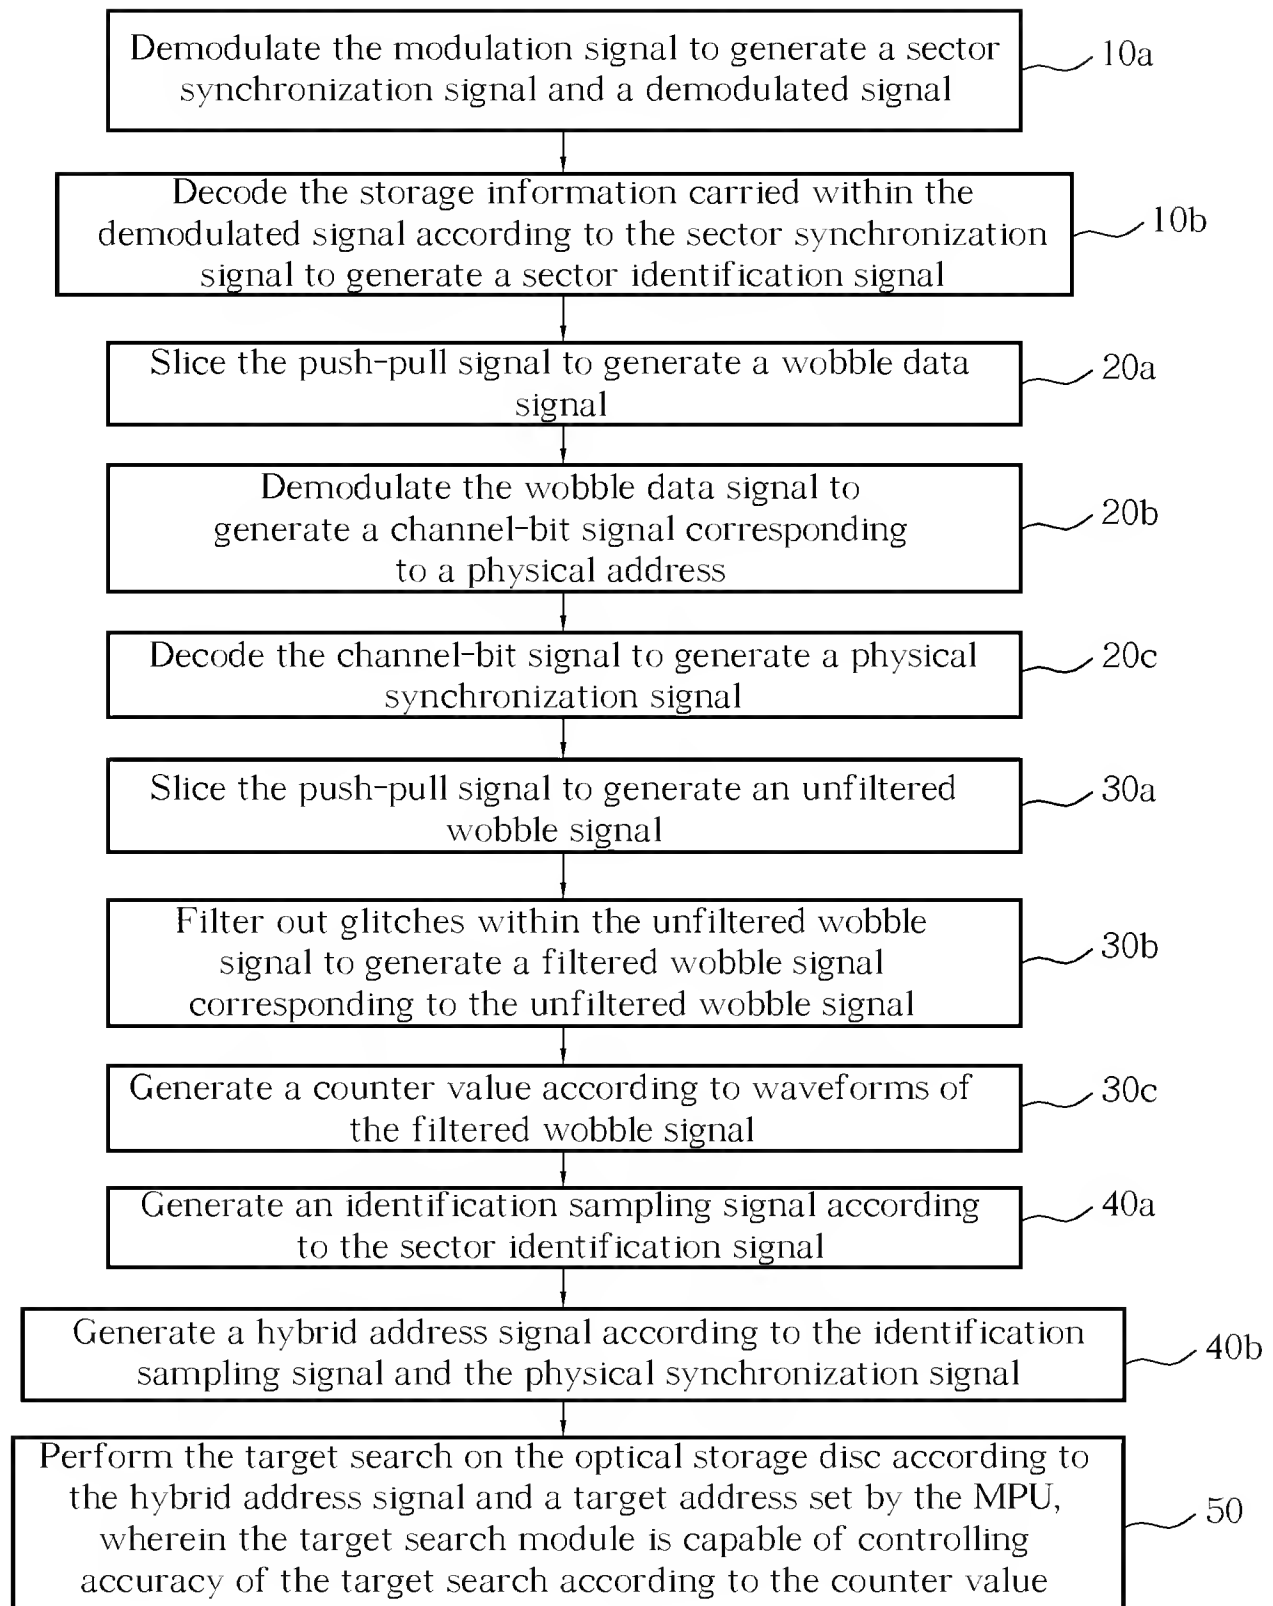 Demodulate the modulation signal to generate a sector
synchronization signal and a demodulated signal
10a
Decode the storage information carried within the
demodulated signal according to the sector synchronization
signal to generate a sector identification signal
10b
Slice the push-pull signal to generate a wobble data
signal
20a
Demodulate the wobble data signal to
generate a channel-bit signal corresponding
to a physical address
20b
Decode the channel-bit signal to generate a physical
synchronization signal
20c
Slice the push-pull signal to generate an unfiltered
wobble signal
30a
Filter out glitches within the unfiltered wobble
signal to generate a filtered wobble signal
corresponding to the unfiltered wobble signal
30b
Generate a counter value according to waveforms of
the filtered wobble signal
30c
Generate an identification sampling signal according
to the sector identification signal
40a
Generate a hybrid address signal according to the identification
sampling signal and the physical synchronization signal
40b
Perform the target search on the optical storage disc according to
the hybrid address signal and a target address set by the MPU,
wherein the target search module is capable of controlling
accuracy of the target search according to the counter value
50